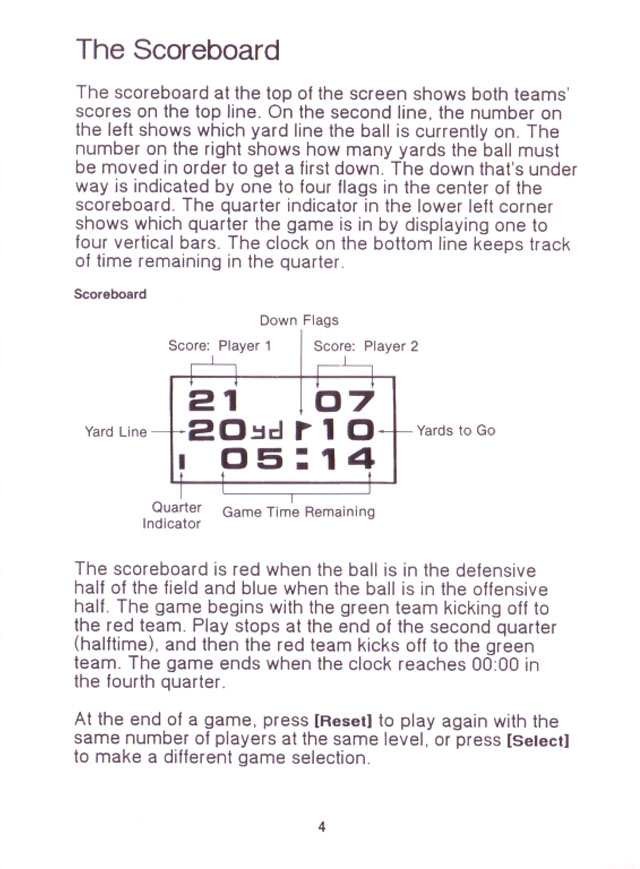 The Scoreboard
The scoreboard at the top of the screen shows both teams'
scores on the top line. On the second line, the number on
the left shows which yard line the ball is currently on. The
number on the right shows how many yards the ball must
be moved in order to get a first down. The down that's under
way is indicated by one to four flags in the center of the
scoreboard. The quarter indicator in the lower left corner
shows which quarter the game is in by displaying one to
four vertical bars. The clock on the bottom line keeps track
of time remaining in the quarter.
Scoreboard
Down Flags
Score: Player 1 Score: Player 2
21 07
Yard Line 20yd 10 Yards to Go
05:14
Quarter
Indicator
Game Time Remaining
The scoreboard is red when the ball is in the defensive
half of the field and blue when the ball is in the offensive
half. The game begins with the green team kicking off to
the red team. Play stops at the end of the second quarter
(halftime), and then the red team kicks off to the green
team. The game ends when the clock reaches 00:00 in
the fourth quarter.
At the end of a game, press [Reset] to play again with the
same number of players at the same level, or press [Select]
to make a different game selection.
4